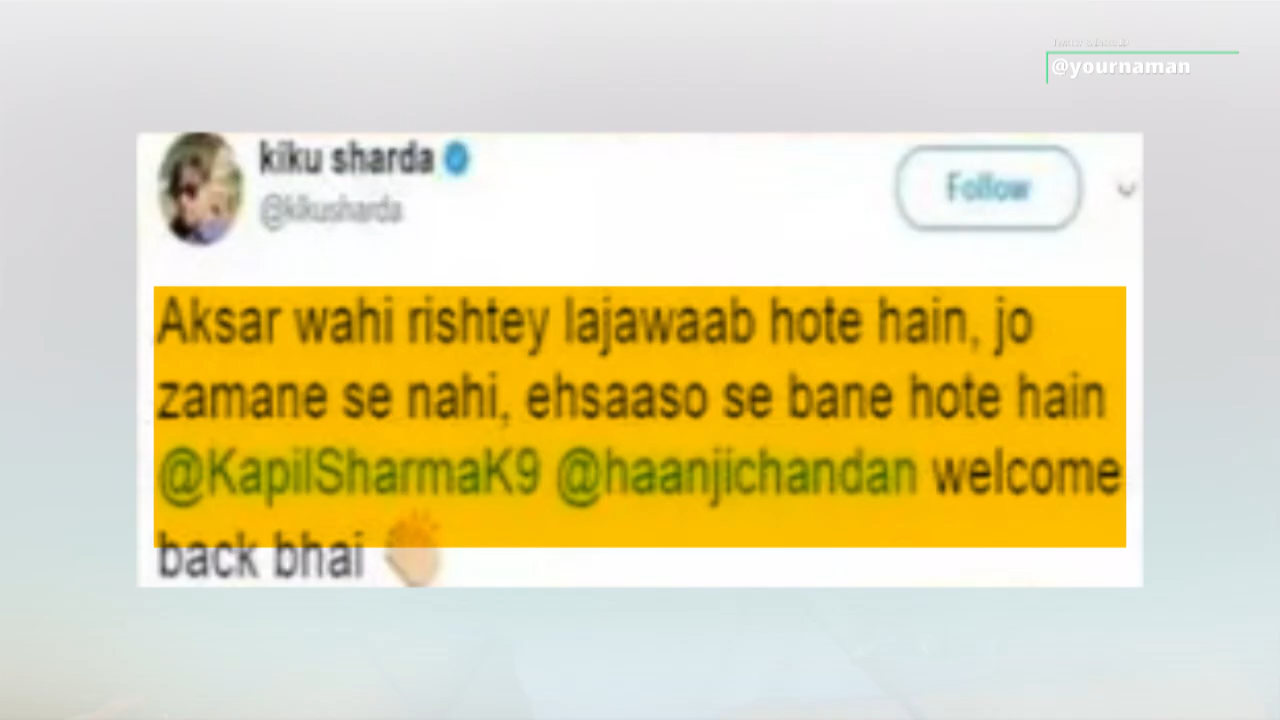 @yournaman
kiku sharda
@kikusharda
Follow
Aksar wahi rishtey lajawaab hote hain, jo
zamane se nahi, ehsaaso se bane hote hain
@KapilSharmaK9 @haanjichandan welcome
back bhai 👏